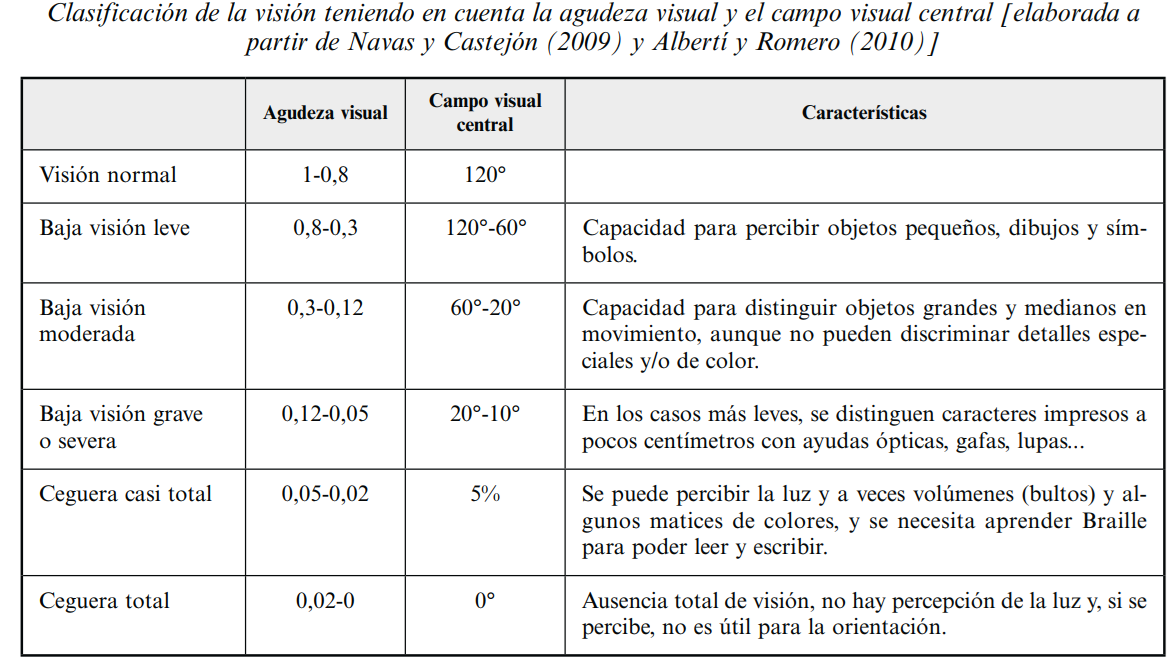 Clasificación de la visión teniendo en cuenta la agudeza visual y el campo visual central [elaborada a
partir de Navas y Castejón (2009) y Albertí y Romero (2010)]
Agudeza visual
Campo visual
central
Características
Visión normal
1-0,8
120°
Baja visión leve
0,8-0,3
120°-60°
Capacidad para percibir objetos pequeños, dibujos y sím-
bolos.
Baja visión
moderada
0,3-0,12
60°-20°
Capacidad para distinguir objetos grandes y medianos en
movimiento, aunque no pueden discriminar detalles espe-
ciales y/o de color.
Baja visión grave
o severa
0,12-0,05
20°-10°
En los casos más leves, se distinguen caracteres impresos a
pocos centímetros con ayudas ópticas, gafas, lupas...
Ceguera casi total
0,05-0,02
5%
Se puede percibir la luz y a veces volúmenes (bultos) y al-
gunos matices de colores, y se necesita aprender Braille
para poder leer y escribir.
Ceguera total
0,02-0
0°
Ausencia total de visión, no hay percepción de la luz y, si se
percibe, no es útil para la orientación.